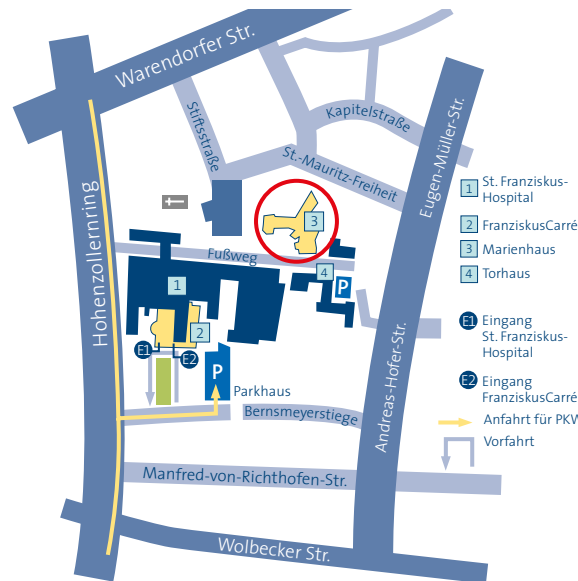 Warendorfer Str.
Stiftsstraße
Kapitelstraße
St.-Mauritz-Freiheit
Eugen-Müller-Str.
Hohenzollernring
Fußweg
3
4
P
1
2
E1
E2
P
Parkhaus
Bernsmeyerstiege
Andreas-Hofer-Str.
Manfred-von-Richthofen-Str.
Wolbecker Str.
1 St. Franziskus-
Hospital
2 FranziskusCarré
3 Marienhaus
4 Torhaus
E1 Eingang
St. Franziskus-
Hospital
E2 Eingang
FranziskusCarré
Anfahrt für PKW
Vorfahrt